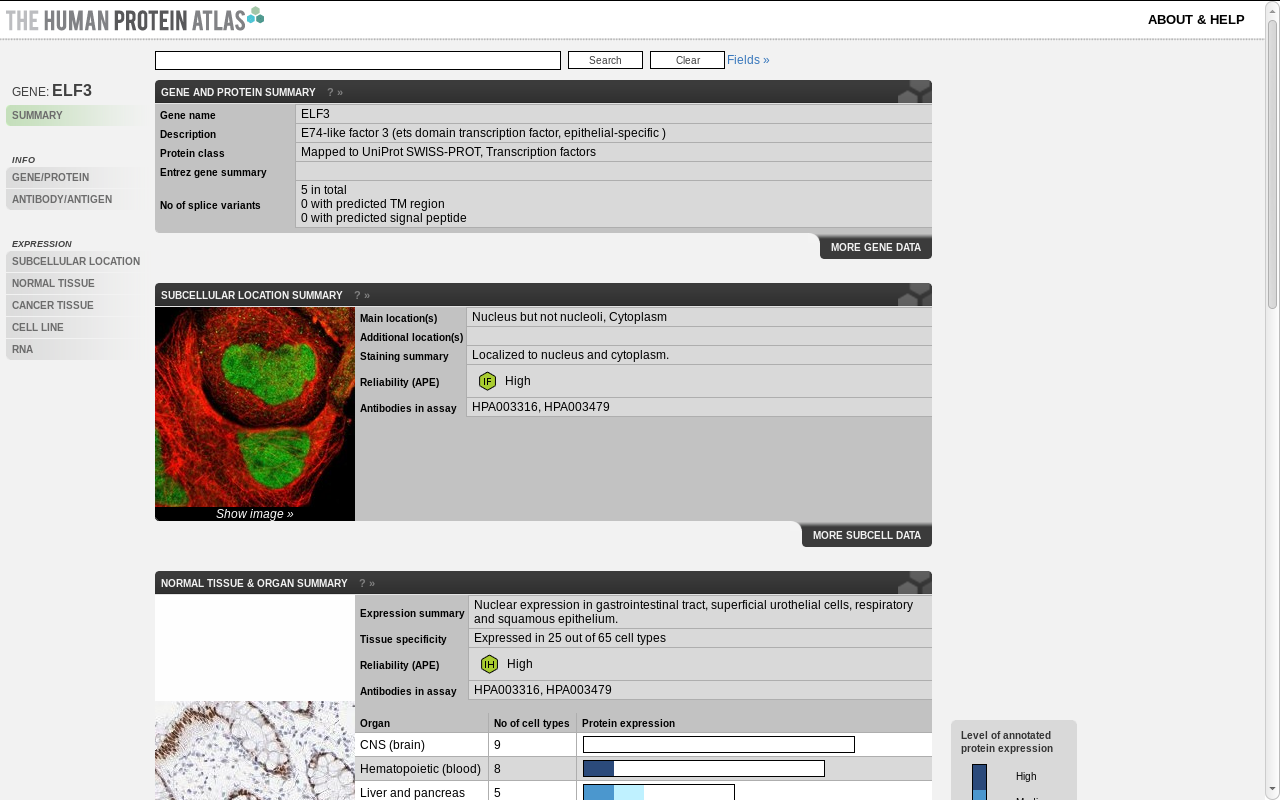 THE HUMAN PROTEIN ATLAS
ABOUT & HELP
Search Clear Fields »
GENE: ELF3
SUMMARY
INFO
GENE/PROTEIN
ANTIBODY/ANTIGEN
EXPRESSION
SUBCELLULAR LOCATION
NORMAL TISSUE
CANCER TISSUE
CELL LINE
RNA
GENE AND PROTEIN SUMMARY ? »
Gene name ELF3
Description E74-like factor 3 (ets domain transcription factor, epithelial-specific )
Protein class Mapped to UniProt SWISS-PROT, Transcription factors
Entrez gene summary
No of splice variants
5 in total
0 with predicted TM region
0 with predicted signal peptide
MORE GENE DATA
SUBCELLULAR LOCATION SUMMARY ? »
Show image »
Main location(s) Nucleus but not nucleoli, Cytoplasm
Additional location(s)
Staining summary Localized to nucleus and cytoplasm.
Reliability (APE) IF High
Antibodies in assay HPA003316, HPA003479
MORE SUBCELL DATA
NORMAL TISSUE & ORGAN SUMMARY ? »
Expression summary
Nuclear expression in gastrointestinal tract, superficial urothelial cells, respiratory
and squamous epithelium.
Tissue specificity Expressed in 25 out of 65 cell types
Reliability (APE) IH High
Antibodies in assay HPA003316, HPA003479
Organ No of cell types Protein expression
CNS (brain) 9
Hematopoietic (blood) 8
Liver and pancreas 5
Level of annotated
protein expression
High